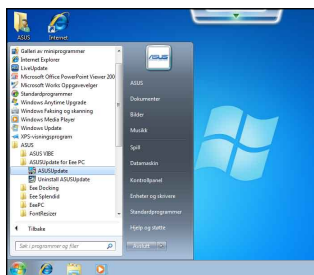 ASUS
Internet
Galleri av miniprogrammer
Internet Explorer
LiveUpdate
Microsoft Office PowerPoint Viewer 200
Microsoft Works Oppgavevelger
Standardprogrammer
Windows Anytime Upgrade
Windows Faksing og skanning
Windows Media Player
Windows Update
XPS-visningsprogram
ASUS
ASUS VIBE
ASUSUpdate for Eee PC
ASUSUpdate
Uninstall ASUSUpdate
Eee Docking
Eee Splendid
EeePC
FontResizer
Tilbake
Søk i programmer og filer
ASUS
ASUS
Dokumenter
Bilder
Musikk
Spill
Datamaskin
Kontrollpanel
Enheter og skrivere
Standardprogrammer
Hjelp og støtte
Avslutt